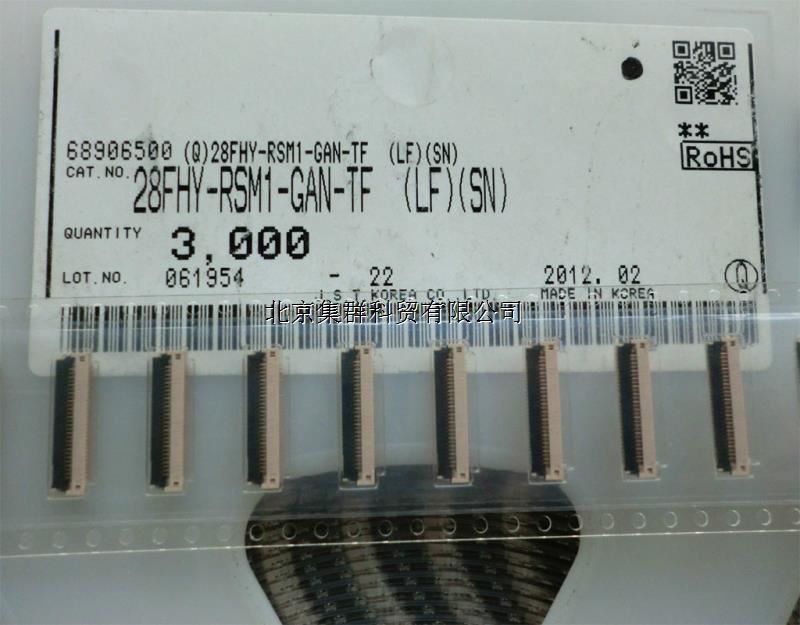 68906500 (Q)28FHY-RSM1-GAN-TF (LF)(SN)
**
RoHS
CAT.NO. 28FHY-RSM1-GAN-TF (LF)(SN)
QUANTITY 3,000
LOT.NO. 061954 - 22 2012. 02 Q
J S T KOREA CO. LTD. MADE IN KOREA
北京集群科贸有限公司